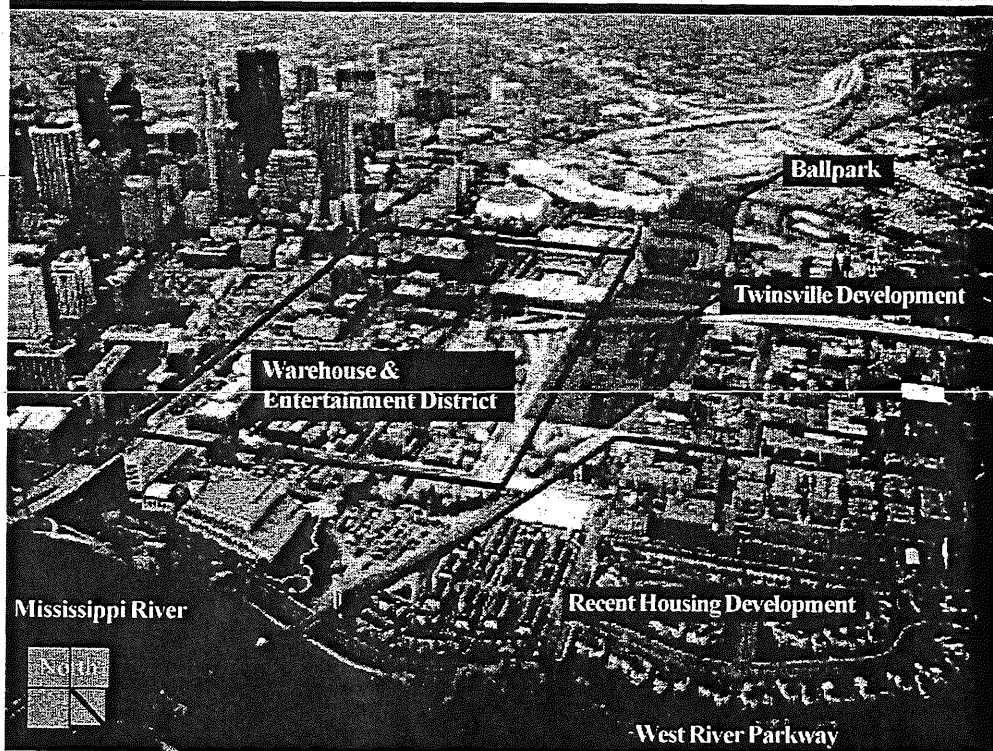 Ballpark
Twinsville Development
Warehouse &
Entertainment District
Mississippi River
Recent Housing Development
North
West River Parkway